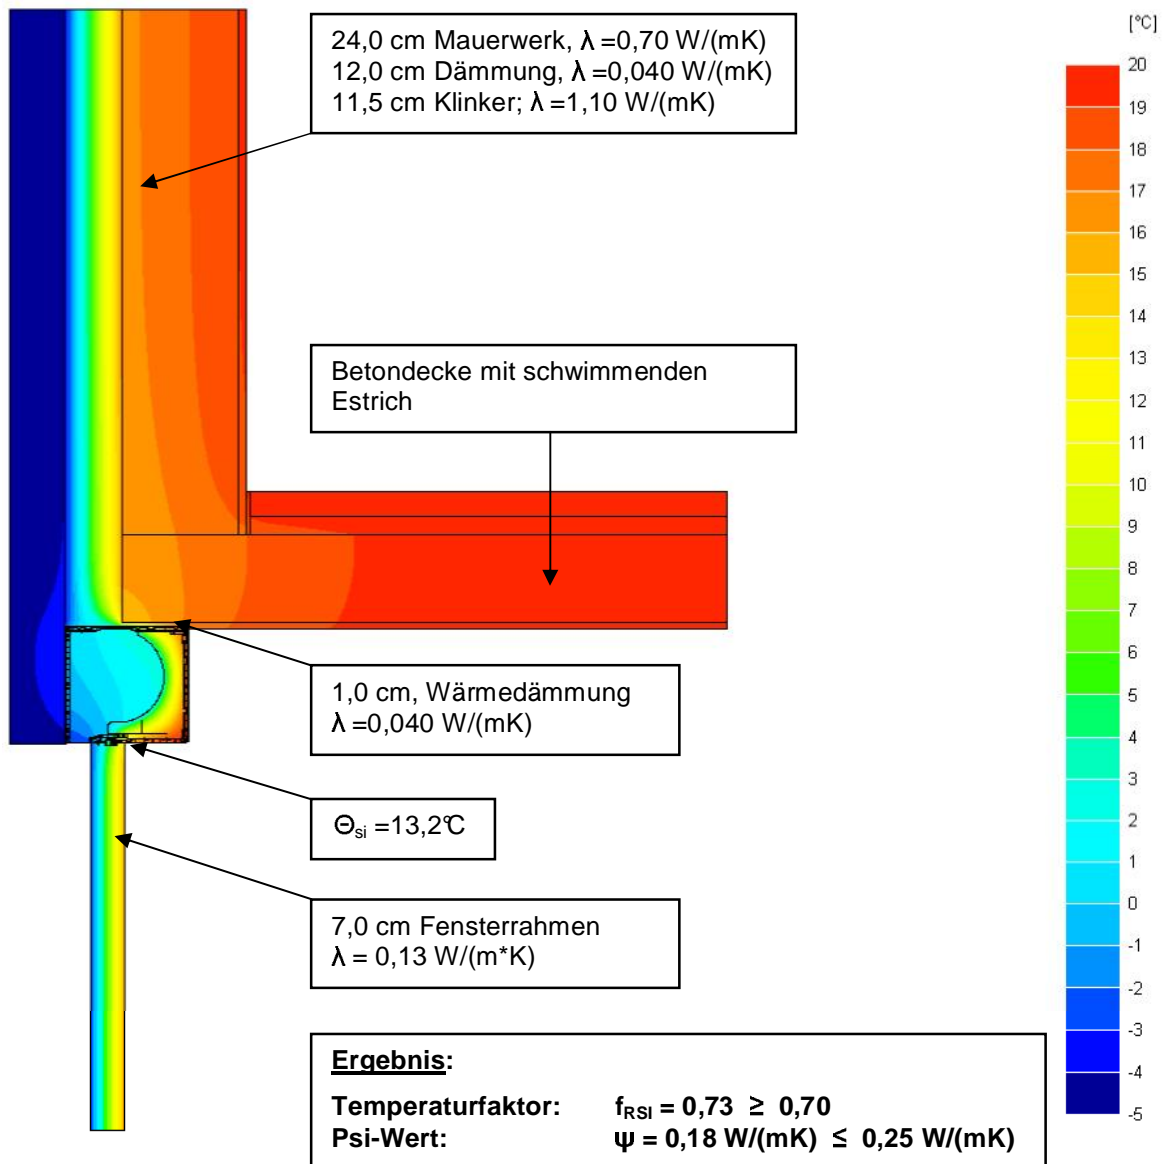 24,0 cm Mauerwerk, λ =0,70 W/(mK)
12,0 cm Dämmung, λ =0,040 W/(mK)
11,5 cm Klinker; λ =1,10 W/(mK)
Betondecke mit schwimmenden
Estrich
1,0 cm, Wärmedämmung
λ =0,040 W/(mK)
Θsi =13,2°C
7,0 cm Fensterrahmen
λ = 0,13 W/(m*K)
Ergebnis:
Temperaturfaktor: fRSI = 0,73 ≥ 0,70
Psi-Wert: ψ = 0,18 W/(mK) ≤ 0,25 W/(mK)
[°C]
20
19
18
17
16
15
14
13
12
11
10
9
8
7
6
5
4
3
2
1
0
-1
-2
-3
-4
-5